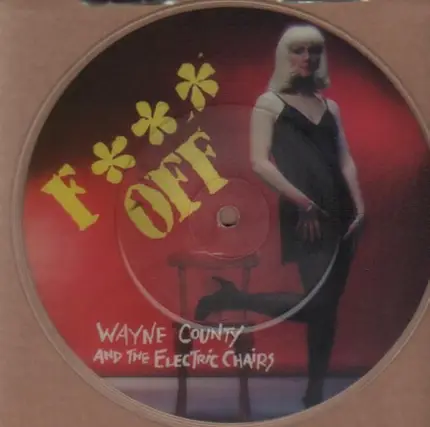 F***
OFF
WAYNE COUNTY
AND THE ELECTRIC CHAIRS